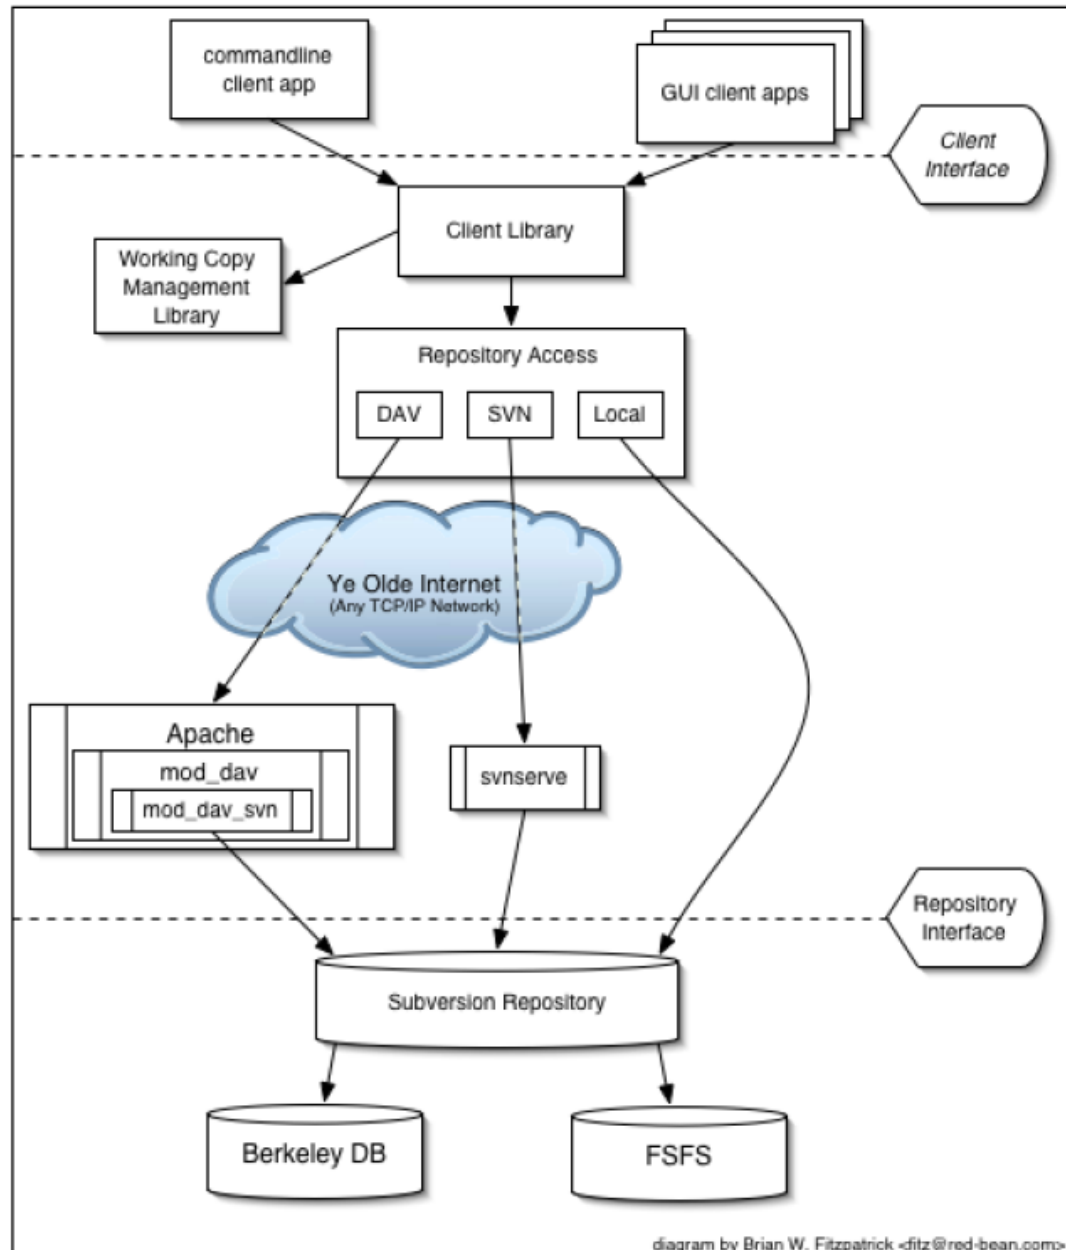 commandline
client app
GUI client apps
Client
Interface
Client Library
Working Copy
Management
Library
Repository Access
DAV
SVN
Local
Ye Olde Internet
(Any TCP/IP Network)
Apache
mod_dav
mod_dav_svn
svnserve
Repository
Interface
Subversion Repository
Berkeley DB
FSFS
diagram by Brian W. Fitzpatrick <fitz@red-bean.com>